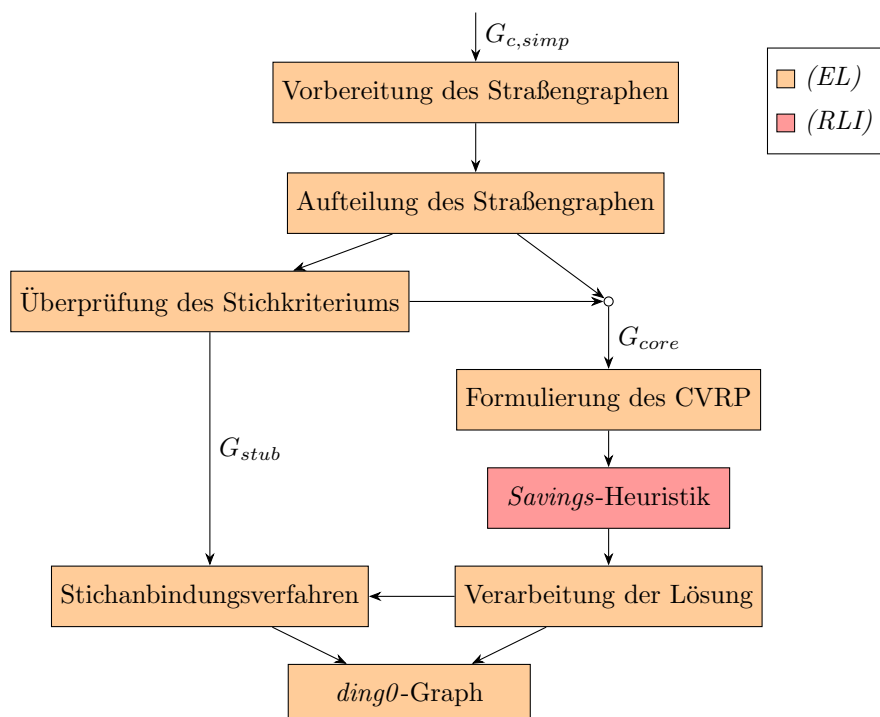 G_{c,simp}
Vorbereitung des Straßengraphen
(EL)
(RLI)
Aufteilung des Straßengraphen
Überprüfung des Stichkriteriums
G_{core}
Formulierung des CVRP
G_{stub}
Savings-Heuristik
Stichanbindungsverfahren
Verarbeitung der Lösung
ding0-Graph